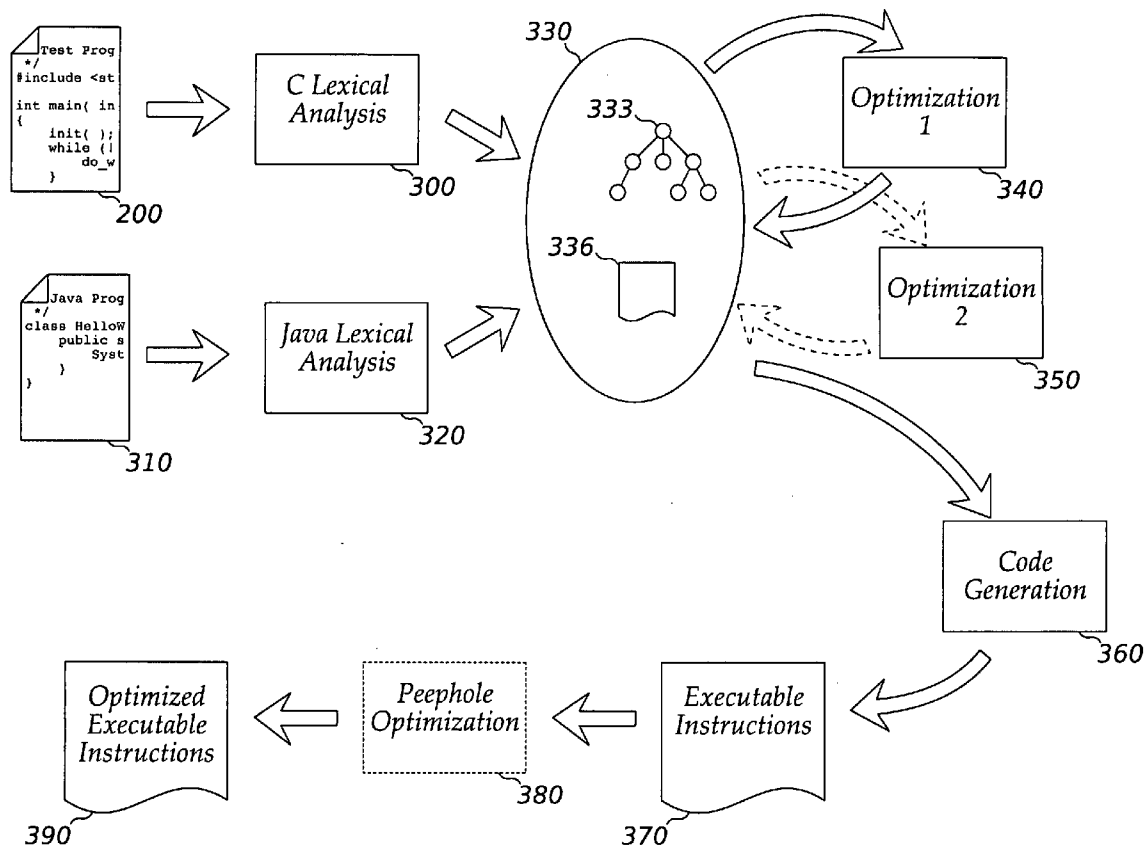 Test Prog
*/
#include <st
int main( in
{
init( );
while (|
do_w
}
200
C Lexical
Analysis
300
330
333
336
Optimization
1
340
Optimization
2
350
Java Prog
*/
class HelloW
public s
Syst
}
}
310
Java Lexical
Analysis
320
Code
Generation
360
Optimized
Executable
Instructions
390
Peephole
Optimization
380
Executable
Instructions
370